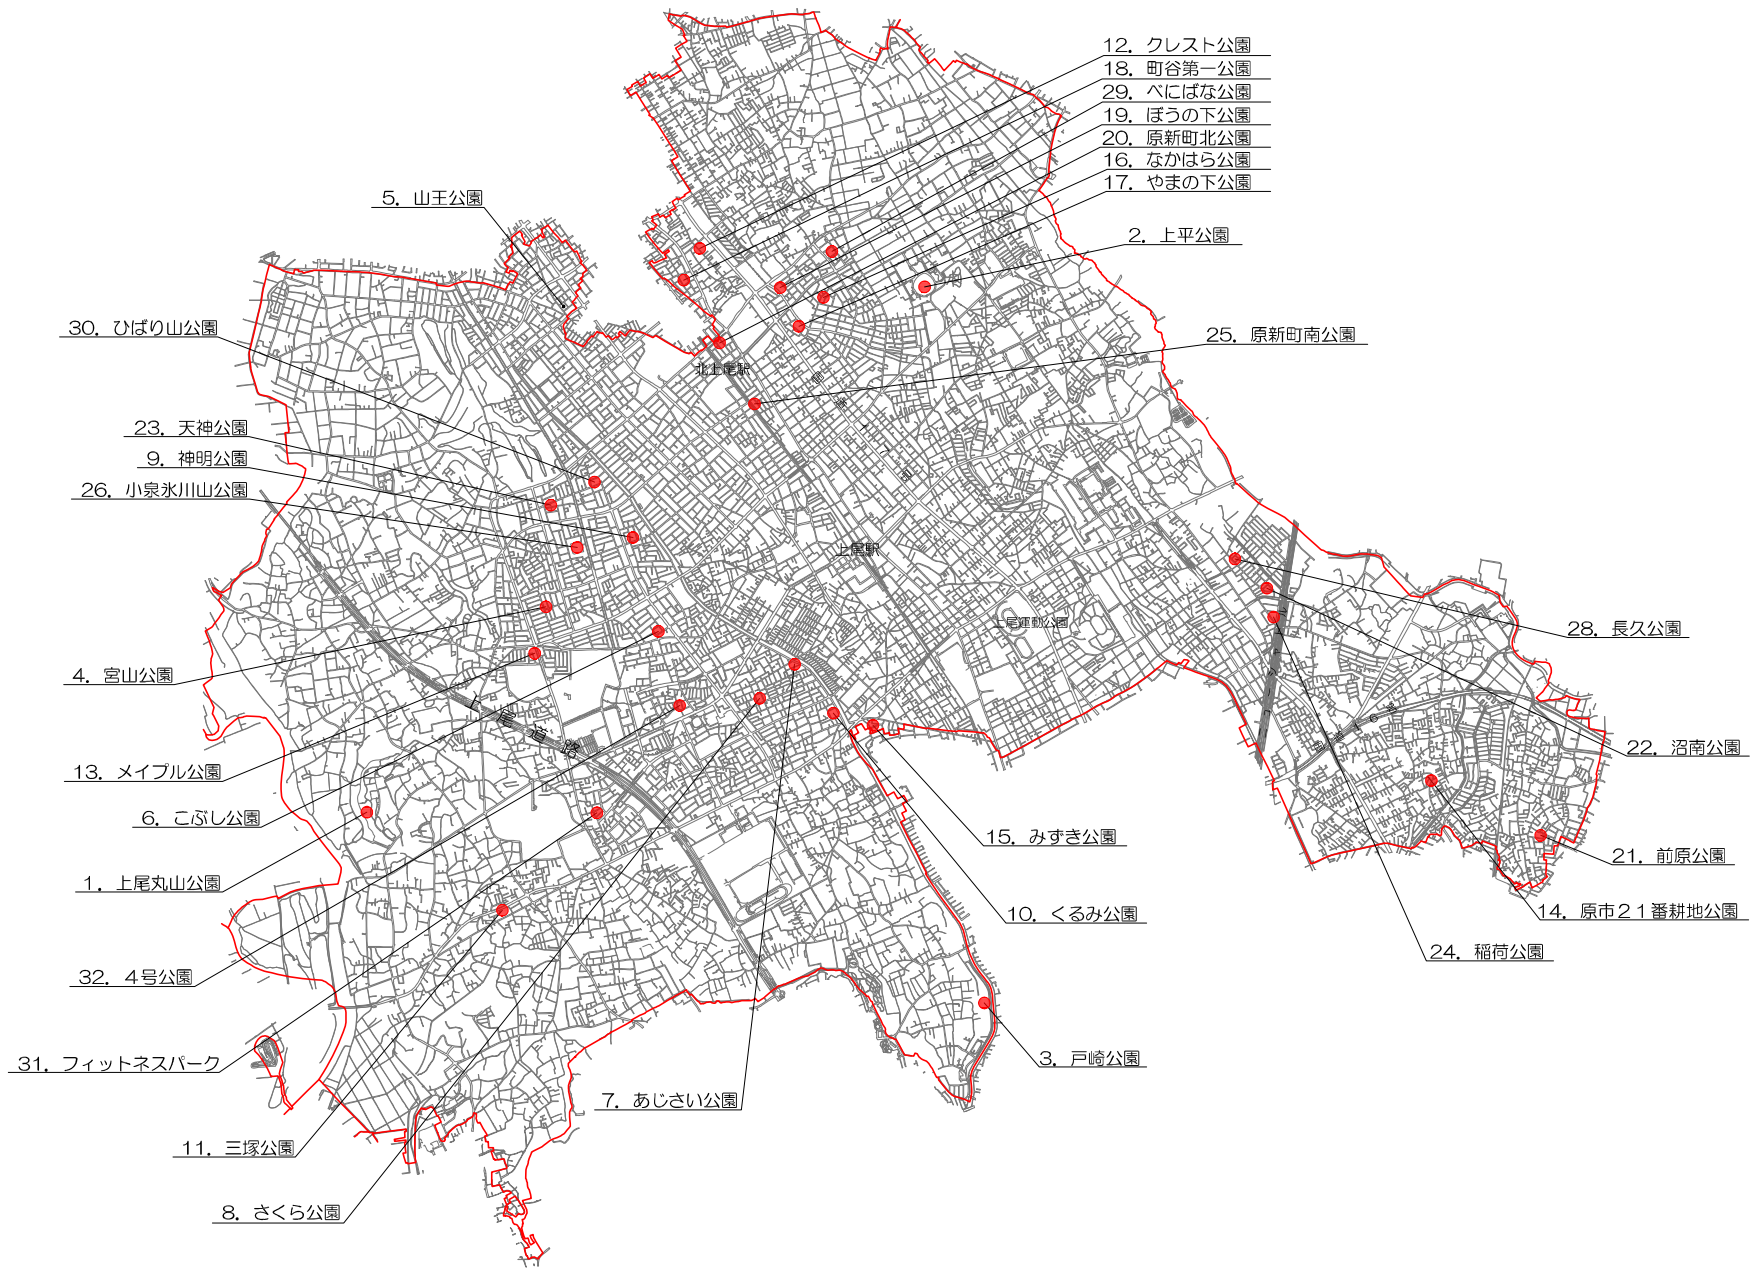 12. クレスト公園
18. 町谷第一公園
29. べにばな公園
19. ぼうの下公園
20. 原新町北公園
16. なかはら公園
17. やまの下公園
5. 山王公園
2. 上平公園
30. ひばり山公園
25. 原新町南公園
北上尾駅
23. 天神公園
9. 神明公園
26. 小泉氷川山公園
上尾駅
上尾運動公園
28. 長久公園
4. 宮山公園
上尾道路
22. 沼南公園
13. メイプル公園
6. こぶし公園
15. みずき公園
21. 前原公園
1. 上尾丸山公園
10. くるみ公園
14. 原市21番耕地公園
24. 稲荷公園
32. 4号公園
3. 戸崎公園
31. フィットネスパーク
7. あじさい公園
11. 三塚公園
8. さくら公園